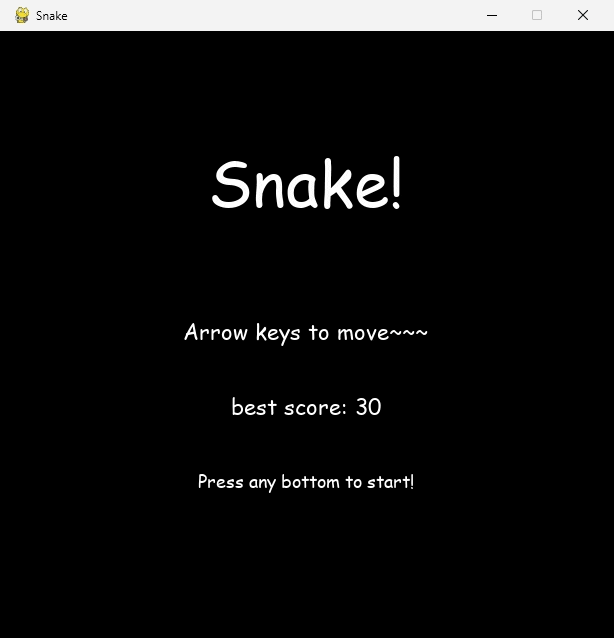 Snake
Snake!
Arrow keys to move~~~
best score: 30
Press any bottom to start!